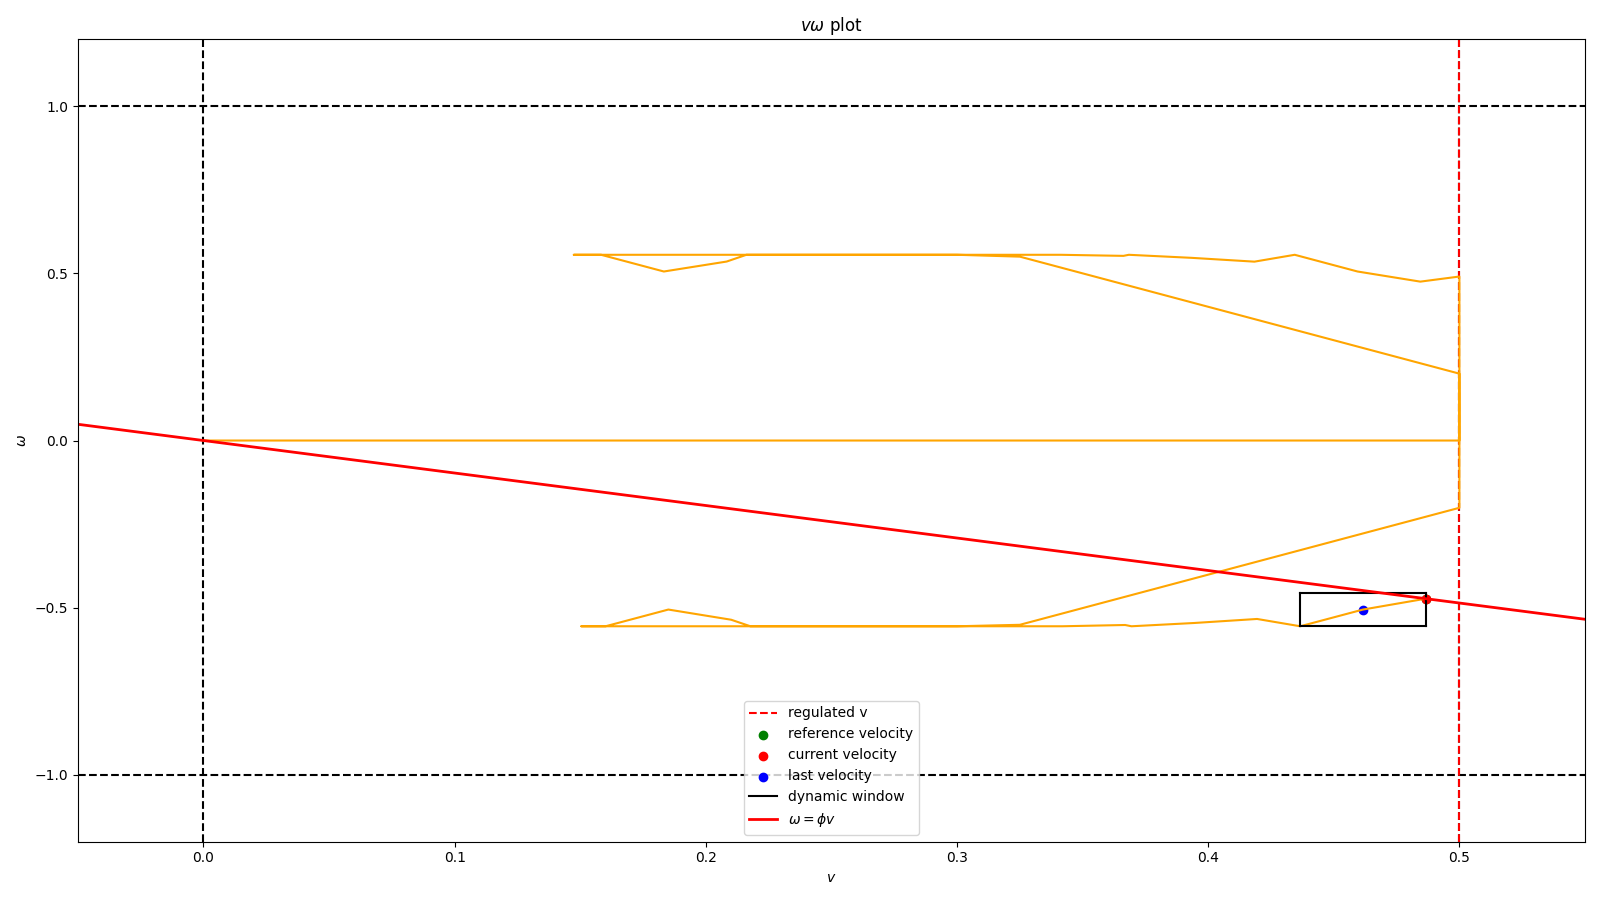 vω plot
1.0
0.5
0.0
−0.5
−1.0
ω
0.0
0.1
0.2
0.3
0.4
0.5
v
regulated v
reference velocity
current velocity
last velocity
dynamic window
ω = ϕv